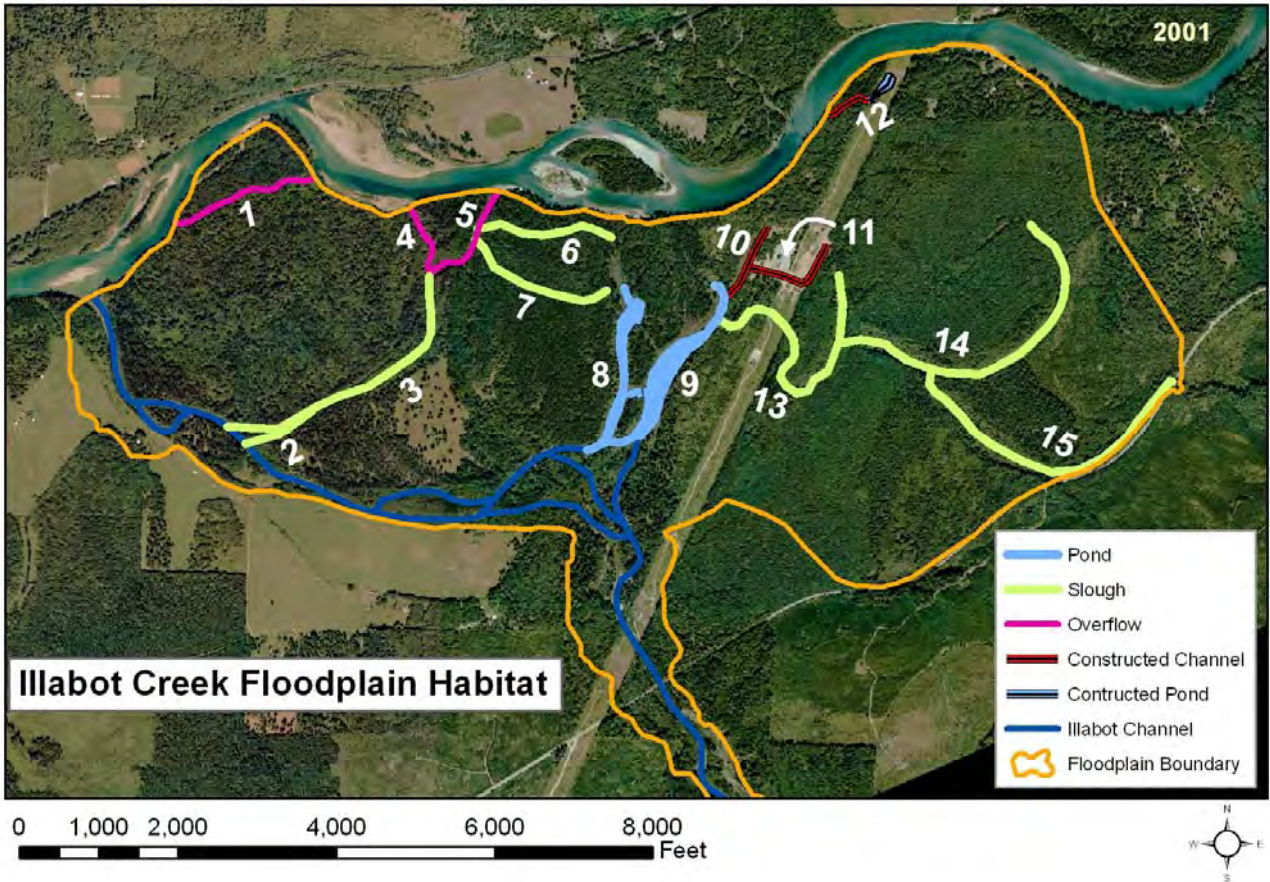 2001
12
1
4
5
6
10
11
7
14
8
9
3
13
2
15
Pond
Slough
Overflow
Constructed Channel
Contructed Pond
Illabot Channel
Floodplain Boundary
Illabot Creek Floodplain Habitat
0 1,000 2,000 4,000 6,000 8,000
Feet
N
W E
S